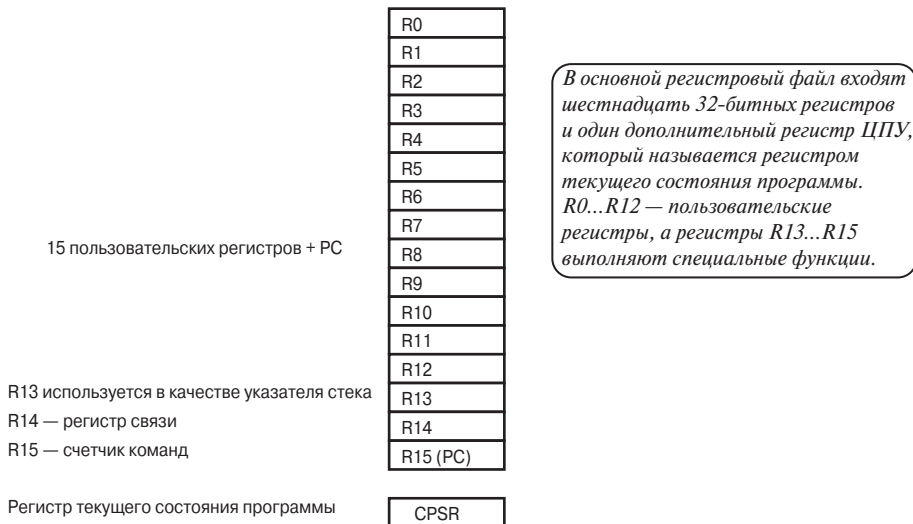 R0
R1
R2
R3
R4
R5
R6
R7
R8
R9
R10
R11
R12
R13
R14
R15 (PC)
CPSR
15 пользовательских регистров + PC
R13 используется в качестве указателя стека
R14 — регистр связи
R15 — счетчик команд
Регистр текущего состояния программы
В основной регистровый файл входят
шестнадцать 32-битных регистров
и один дополнительный регистр ЦПУ,
который называется регистром
текущего состояния программы.
R0...R12 — пользовательские
регистры, а регистры R13...R15
выполняют специальные функции.